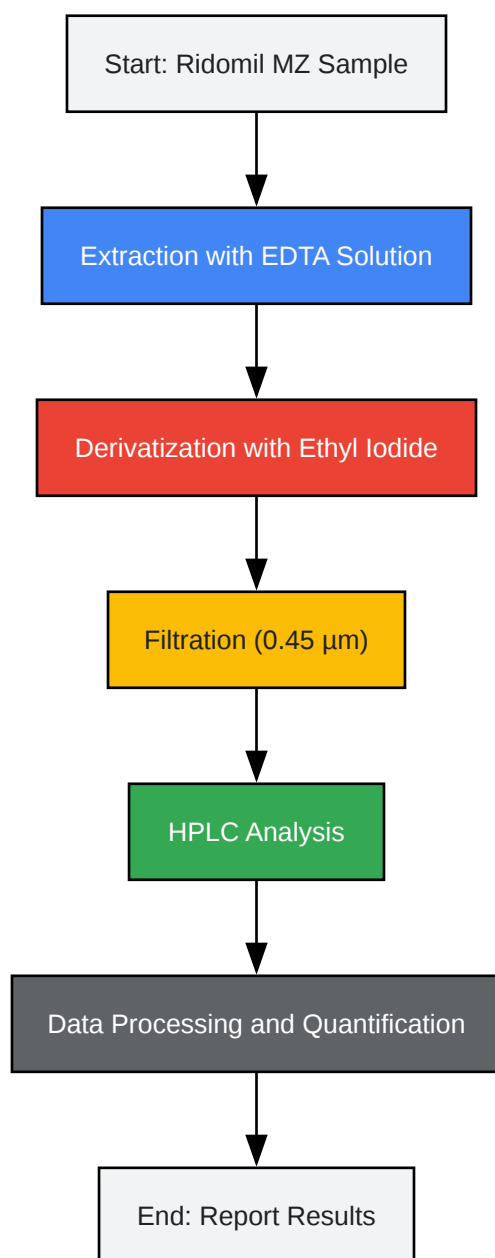 Start: Ridomil MZ Sample
Extraction with EDTA Solution
Derivatization with Ethyl Iodide
Filtration (0.45 µm)
HPLC Analysis
Data Processing and Quantification
End: Report Results